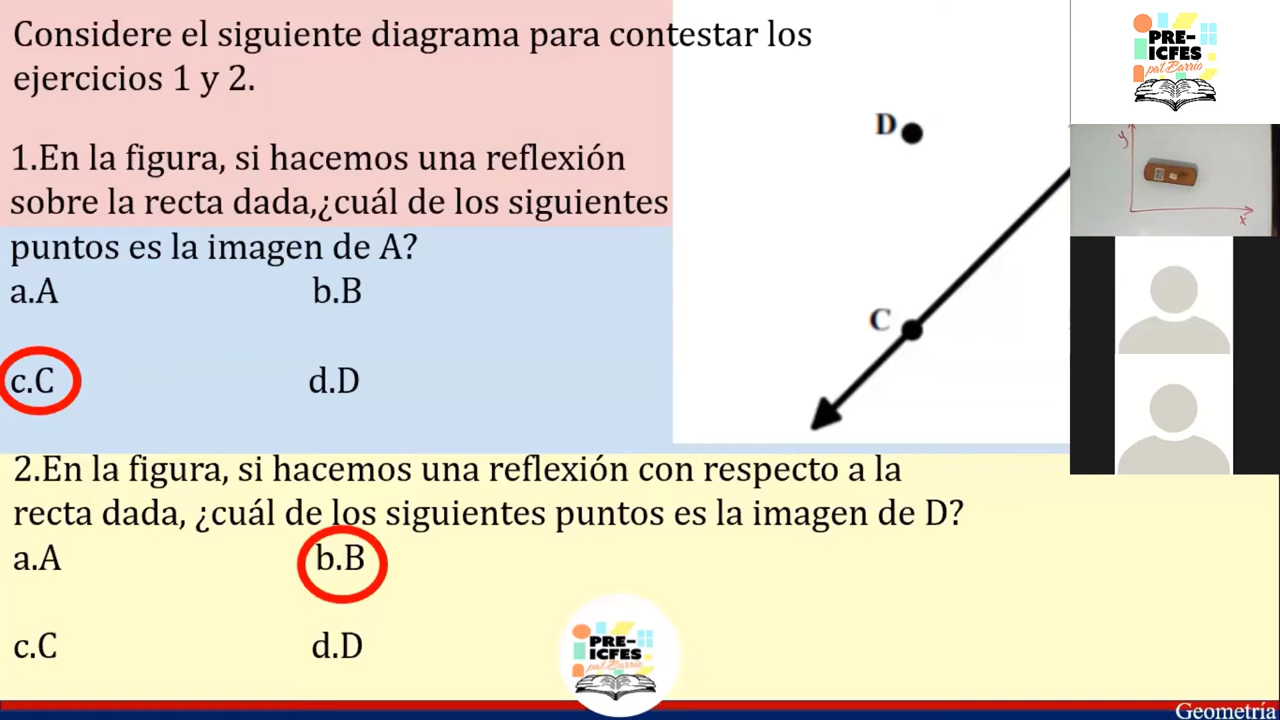 Considere el siguiente diagrama para contestar los
ejercicios 1 y 2.
1.En la figura, si hacemos una reflexión
sobre la recta dada,¿cuál de los siguientes
puntos es la imagen de A?
a.A
b.B
c.C
d.D
D
C
2.En la figura, si hacemos una reflexión con respecto a la
recta dada, ¿cuál de los siguientes puntos es la imagen de D?
a.A
b.B
c.C
d.D
PRE-
ICFES
pal Barrio
y
x
PRE-
ICFES
pal Barrio
Geometría